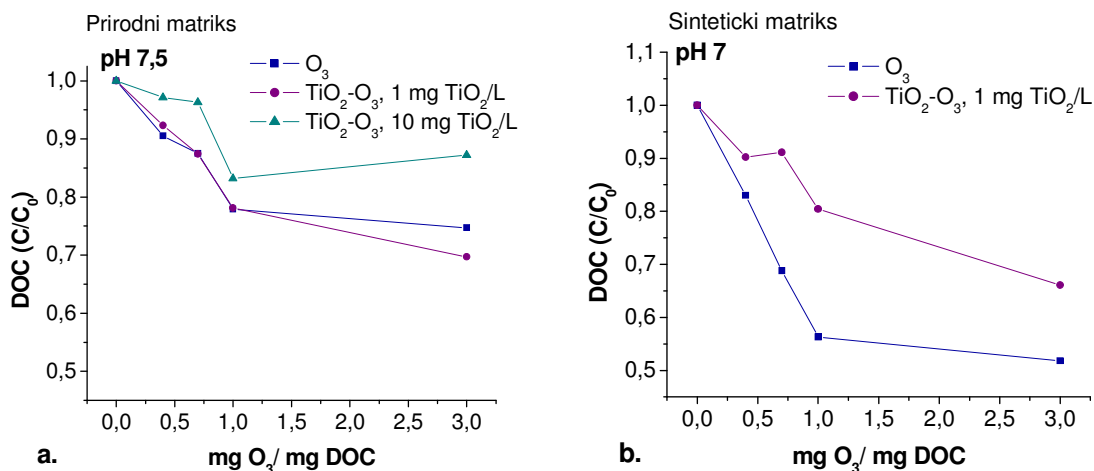 Prirodni matriks
pH 7,5
O₃
TiO₂-O₃, 1 mg TiO₂/L
TiO₂-O₃, 10 mg TiO₂/L
1,0
0,9
0,8
0,7
0,6
0,5
DOC (C/C₀)
0,0 0,5 1,0 1,5 2,0 2,5 3,0
mg O₃/ mg DOC
a.
Sinteticki matriks
pH 7
O₃
TiO₂-O₃, 1 mg TiO₂/L
1,1
1,0
0,9
0,8
0,7
0,6
0,5
DOC (C/C₀)
0,0 0,5 1,0 1,5 2,0 2,5 3,0
mg O₃/ mg DOC
b.